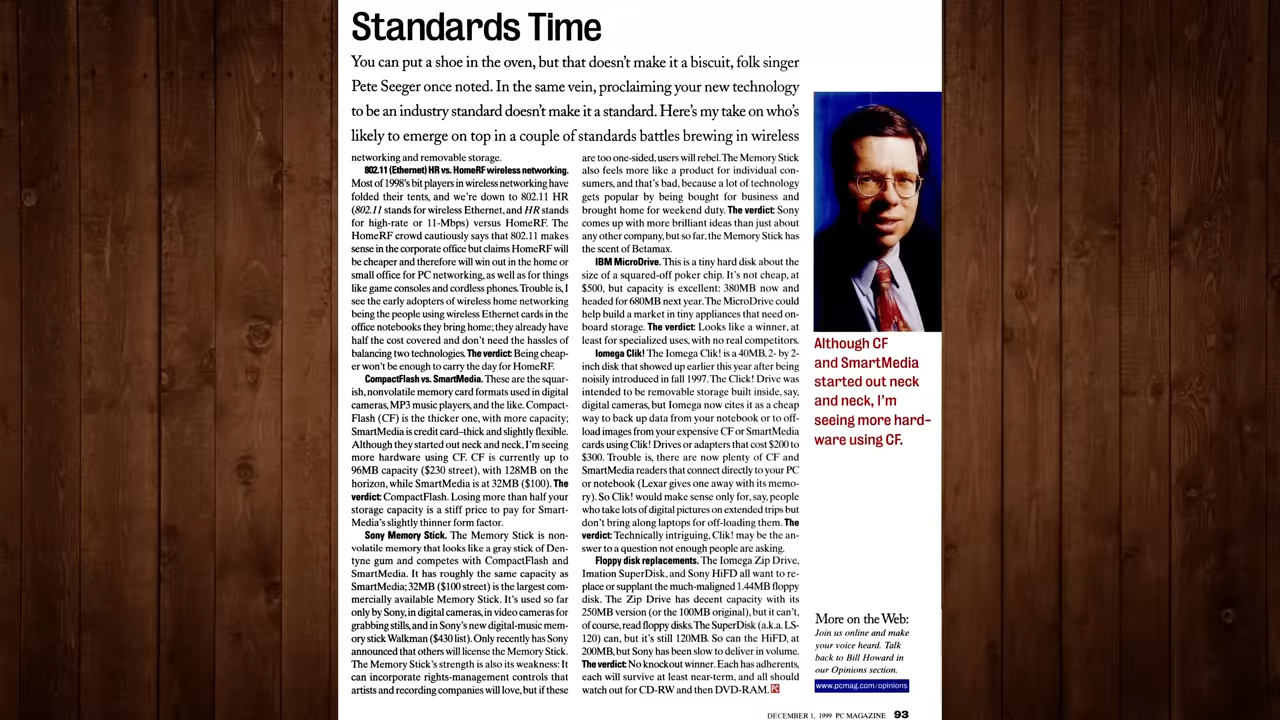 Standards Time
You can put a shoe in the oven, but that doesn't make it a biscuit, folk singer
Pete Seeger once noted. In the same vein, proclaiming your new technology
to be an industry standard doesn't make it a standard. Here's my take on who's
likely to emerge on top in a couple of standards battles brewing in wireless
networking and removable storage.
802.11 (Ethernet) HR vs. HomeRF wireless networking.
Most of 1998's bit players in wireless networking have
folded their tents, and we're down to 802.11 HR
(802.11 stands for wireless Ethernet, and HR stands
for high-rate or 11-Mbps) versus HomeRF. The
HomeRF crowd cautiously says that 802.11 makes
sense in the corporate office but claims HomeRF will
be cheaper and therefore will win out in the home or
small office for PC networking, as well as for things
like game consoles and cordless phones. Trouble is, I
see the early adopters of wireless home networking
being the people using wireless Ethernet cards in the
office notebooks they bring home; they already have
half the cost covered and don't need the hassles of
balancing two technologies. The verdict: Being cheap-
er won't be enough to carry the day for HomeRF.
CompactFlash vs. SmartMedia. These are the squar-
ish, nonvolatile memory card formats used in digital
cameras, MP3 music players, and the like. Compact-
Flash (CF) is the thicker one, with more capacity;
SmartMedia is credit card–thick and slightly flexible.
Although they started out neck and neck, I'm seeing
more hardware using CF. CF is currently up to
96MB capacity ($230 street), with 128MB on the
horizon, while SmartMedia is at 32MB ($100). The
verdict: CompactFlash. Losing more than half your
storage capacity is a stiff price to pay for Smart-
Media's slightly thinner form factor.
Sony Memory Stick. The Memory Stick is non-
volatile memory that looks like a gray stick of Den-
tyne gum and competes with CompactFlash and
SmartMedia. It has roughly the same capacity as
SmartMedia; 32MB ($100 street) is the largest com-
mercially available Memory Stick. It's used so far
only by Sony, in digital cameras, in video cameras for
grabbing stills, and in Sony's new digital-music mem-
ory stick Walkman ($430 list). Only recently has Sony
announced that others will license the Memory Stick.
The Memory Stick's strength is also its weakness: It
can incorporate rights-management controls that
artists and recording companies will love, but if these
are too one-sided, users will rebel. The Memory Stick
also feels more like a product for individual con-
sumers, and that's bad, because a lot of technology
gets popular by being bought for business and
brought home for weekend duty. The verdict: Sony
comes up with more brilliant ideas than just about
any other company, but so far, the Memory Stick has
the scent of Betamax.
IBM MicroDrive. This is a tiny hard disk about the
size of a squared-off poker chip. It's not cheap, at
$500, but capacity is excellent: 380MB now and
headed for 680MB next year. The MicroDrive could
help build a market in tiny appliances that need on-
board storage. The verdict: Looks like a winner, at
least for specialized uses, with no real competitors.
Iomega Clik! The Iomega Clik! is a 40MB, 2- by 2-
inch disk that showed up earlier this year after being
noisily introduced in fall 1997. The Click! Drive was
intended to be removable storage built inside, say,
digital cameras, but Iomega now cites it as a cheap
way to back up data from your notebook or to off-
load images from your expensive CF or SmartMedia
cards using Clik! Drives or adapters that cost $200 to
$300. Trouble is, there are now plenty of CF and
SmartMedia readers that connect directly to your PC
or notebook (Lexar gives one away with its memo-
ry). So Clik! would make sense only for, say, people
who take lots of digital pictures on extended trips but
don't bring along laptops for off-loading them. The
verdict: Technically intriguing, Clik! may be the an-
swer to a question not enough people are asking.
Floppy disk replacements. The Iomega Zip Drive,
Imation SuperDisk, and Sony HiFD all want to re-
place or supplant the much-maligned 1.44MB floppy
disk. The Zip Drive has decent capacity with its
250MB version (or the 100MB original), but it can't,
of course, read floppy disks. The SuperDisk (a.k.a. LS-
120) can, but it's still 120MB. So can the HiFD, at
200MB, but Sony has been slow to deliver in volume.
The verdict: No knockout winner. Each has adherents,
each will survive at least near-term, and all should
watch out for CD-RW and then DVD-RAM. PC
Although CF
and SmartMedia
started out neck
and neck, I'm
seeing more hard-
ware using CF.
More on the Web:
Join us online and make
your voice heard. Talk
back to Bill Howard in
our Opinions section.
www.pcmag.com/opinions
DECEMBER 1, 1999 PC MAGAZINE 93